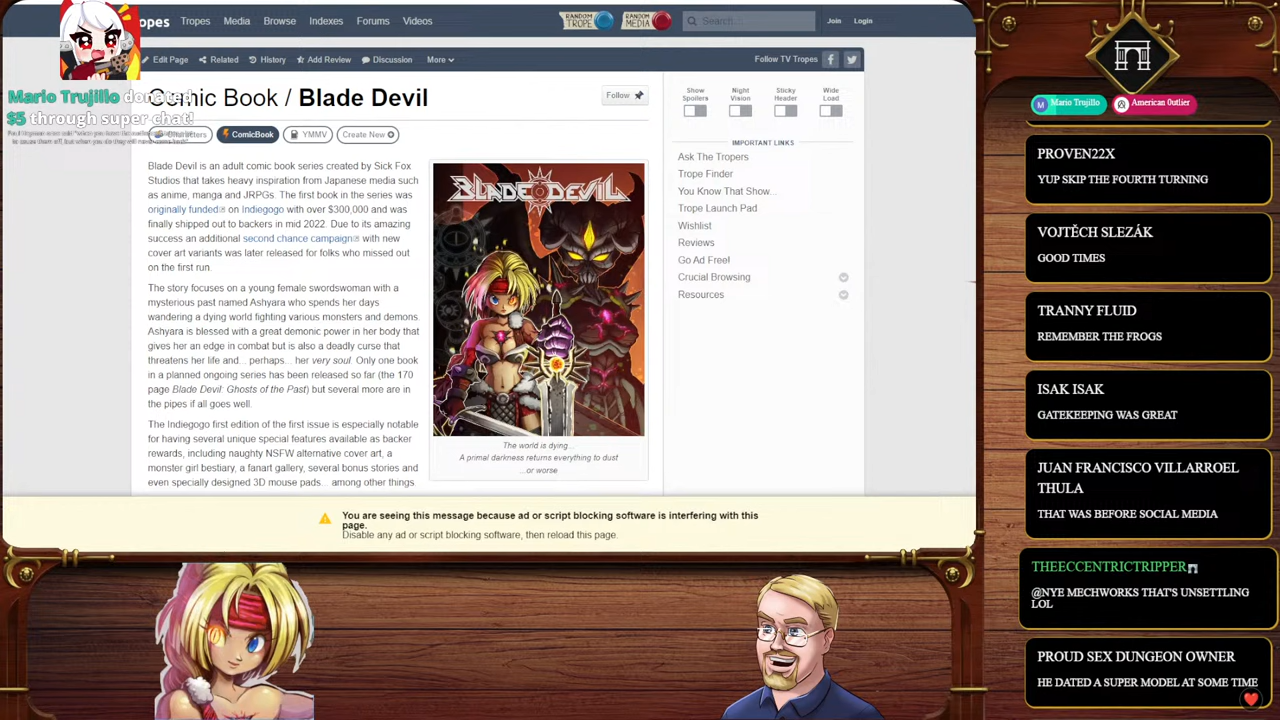 opes
Tropes
Media
Browse
Indexes
Forums
Videos
RANDOM TROPE
RANDOM MEDIA
Search...
Join
Login
Edit Page
Related
History
Add Review
Discussion
More
Follow TV Tropes
Mario Trujillo donated
$5 through super chat!
ic Book / Blade Devil
Follow
Characters
ComicBook
YMMV
Create New
Blade Devil is an adult comic book series created by Sick Fox
Studios that takes heavy inspiration from Japanese media such
as anime, manga and JRPGs. The first book in the series was
originally funded on Indiegogo with over $300,000 and was
finally shipped out to backers in mid 2022. Due to its amazing
success an additional second chance campaign with new
cover art variants was later released for folks who missed out
on the first run.
The story focuses on a young female swordswoman with a
mysterious past named Ashyara who spends her days
wandering a dying world fighting various monsters and demons.
Ashyara is blessed with a great demonic power in her body that
gives her an edge in combat but is also a deadly curse that
threatens her life and... perhaps... her very soul. Only one book
in a planned ongoing series has been released so far (the 170
page Blade Devil: Ghosts of the Past) but several more are in
the pipes if all goes well.
The Indiegogo first edition of the first issue is especially notable
for having several unique special features available as backer
rewards, including naughty NSFW alternative cover art, a
monster girl bestiary, a fanart gallery, several bonus stories and
even specially designed 3D mouse pads... among other things
BLADE DEVIL
The world is dying...
A primal darkness returns everything to dust
...or worse
Show Spoilers
Night Vision
Sticky Header
Wide Load
IMPORTANT LINKS
Ask The Tropers
Trope Finder
You Know That Show...
Trope Launch Pad
Wishlist
Reviews
Go Ad Free!
Crucial Browsing
Resources
You are seeing this message because ad or script blocking software is interfering with this
page.
Disable any ad or script blocking software, then reload this page.
M Mario Trujillo
American Outlier
PROVEN22X
YUP SKIP THE FOURTH TURNING
VOJTĚCH SLEZÁK
GOOD TIMES
TRANNY FLUID
REMEMBER THE FROGS
ISAK ISAK
GATEKEEPING WAS GREAT
JUAN FRANCISCO VILLARROEL
THULA
THAT WAS BEFORE SOCIAL MEDIA
THEECCENTRICTRIPPER
@NYE MECHWORKS THAT'S UNSETTLING
LOL
PROUD SEX DUNGEON OWNER
HE DATED A SUPER MODEL AT SOME TIME